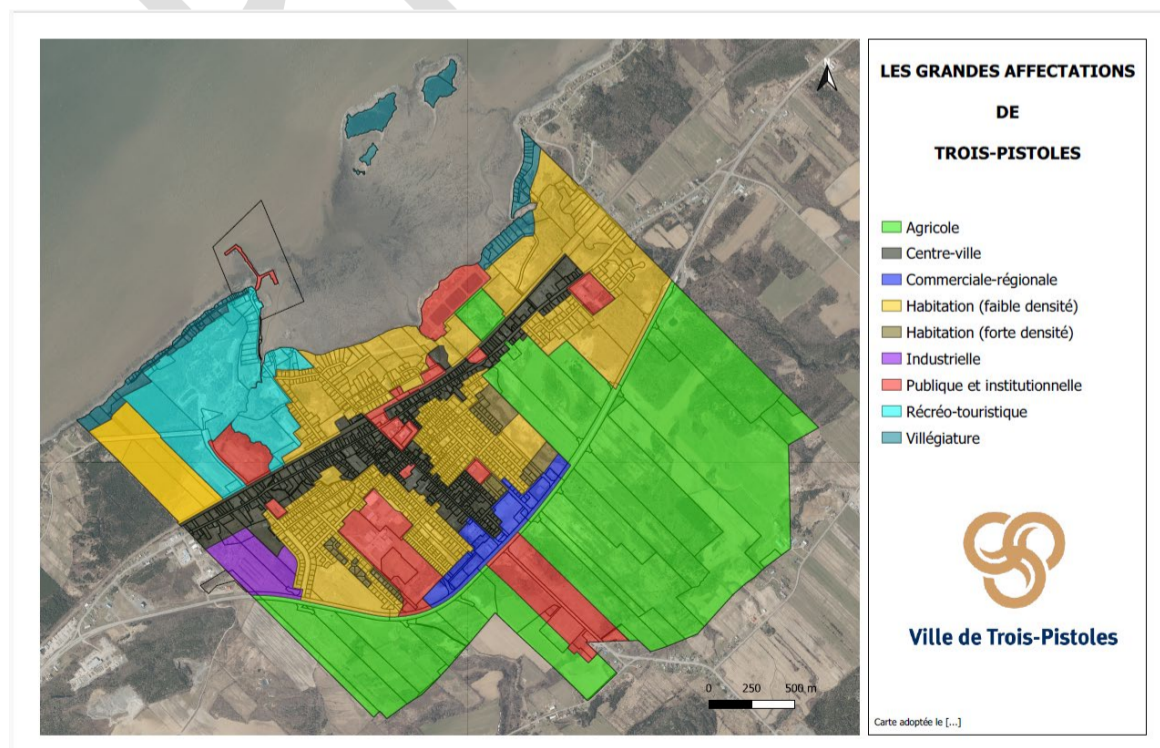 LES GRANDES AFFECTATIONS
DE
TROIS-PISTOLES
Agricole
Centre-ville
Commerciale-régionale
Habitation (faible densité)
Habitation (forte densité)
Industrielle
Publique et institutionnelle
Récréo-touristique
Villégiature
Ville de Trois-Pistoles
0 250 500 m
Carte adoptée le [...]